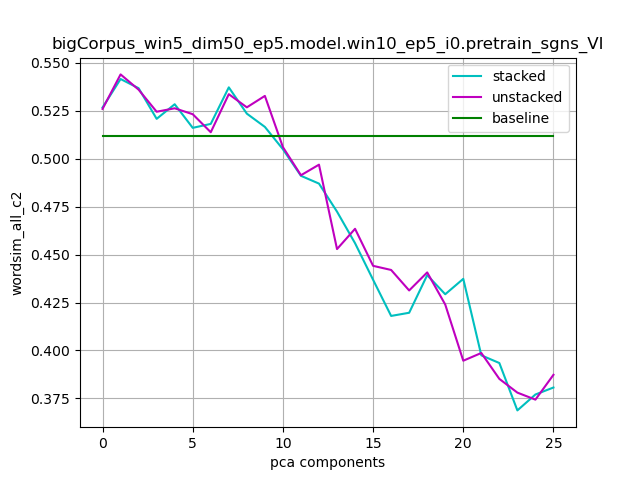 bigCorpus_win5_dim50_ep5.model.win10_ep5_i0.pretrain_sgns_VI
stacked
unstacked
baseline
wordsim_all_c2
0.550
0.525
0.500
0.475
0.450
0.425
0.400
0.375
0 5 10 15 20 25
pca components